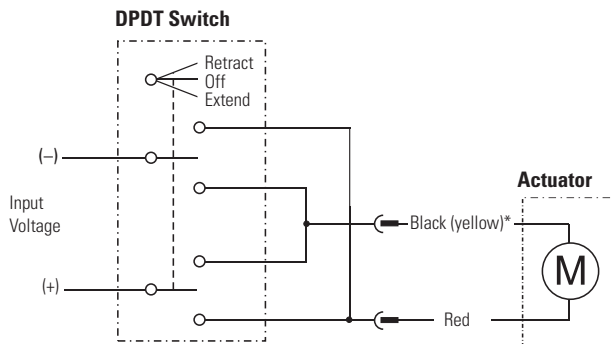 DPDT Switch
Retract
Off
Extend
(–)
Input
Voltage
(+)
Actuator
Black (yellow)*
M
Red